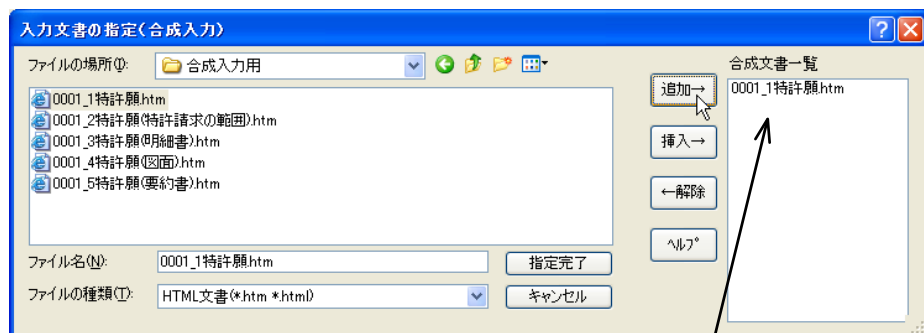 入力文書の指定(合成入力)
ファイルの場所(I):
合成入力用
合成文書一覧
0001_1特許願.htm
0001_2特許願(特許請求の範囲).htm
0001_3特許願(明細書).htm
0001_4特許願(図面).htm
0001_5特許願(要約書).htm
追加→
挿入→
←解除
ヘルプ
0001_1特許願.htm
ファイル名(N):
0001_1特許願.htm
指定完了
ファイルの種類(T):
HTML文書(*.htm *.html)
キャンセル